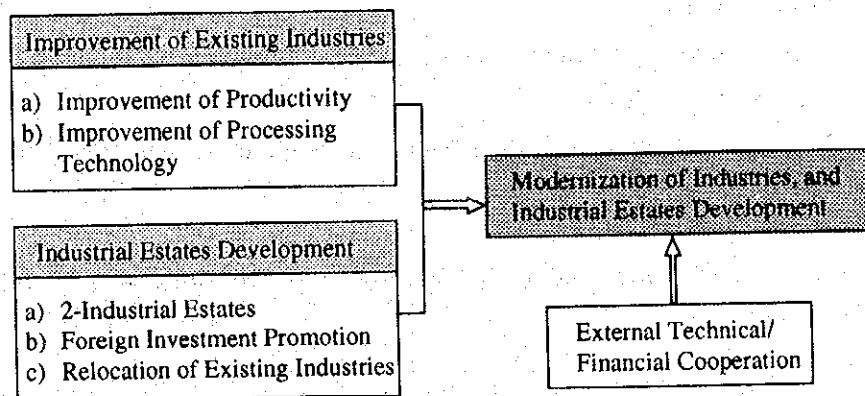 Improvement of Existing Industries
a) Improvement of Productivity
b) Improvement of Processing
Technology
Modernization of Industries, and
Industrial Estates Development
Industrial Estates Development
a) 2-Industrial Estates
b) Foreign Investment Promotion
c) Relocation of Existing Industries
External Technical/
Financial Cooperation